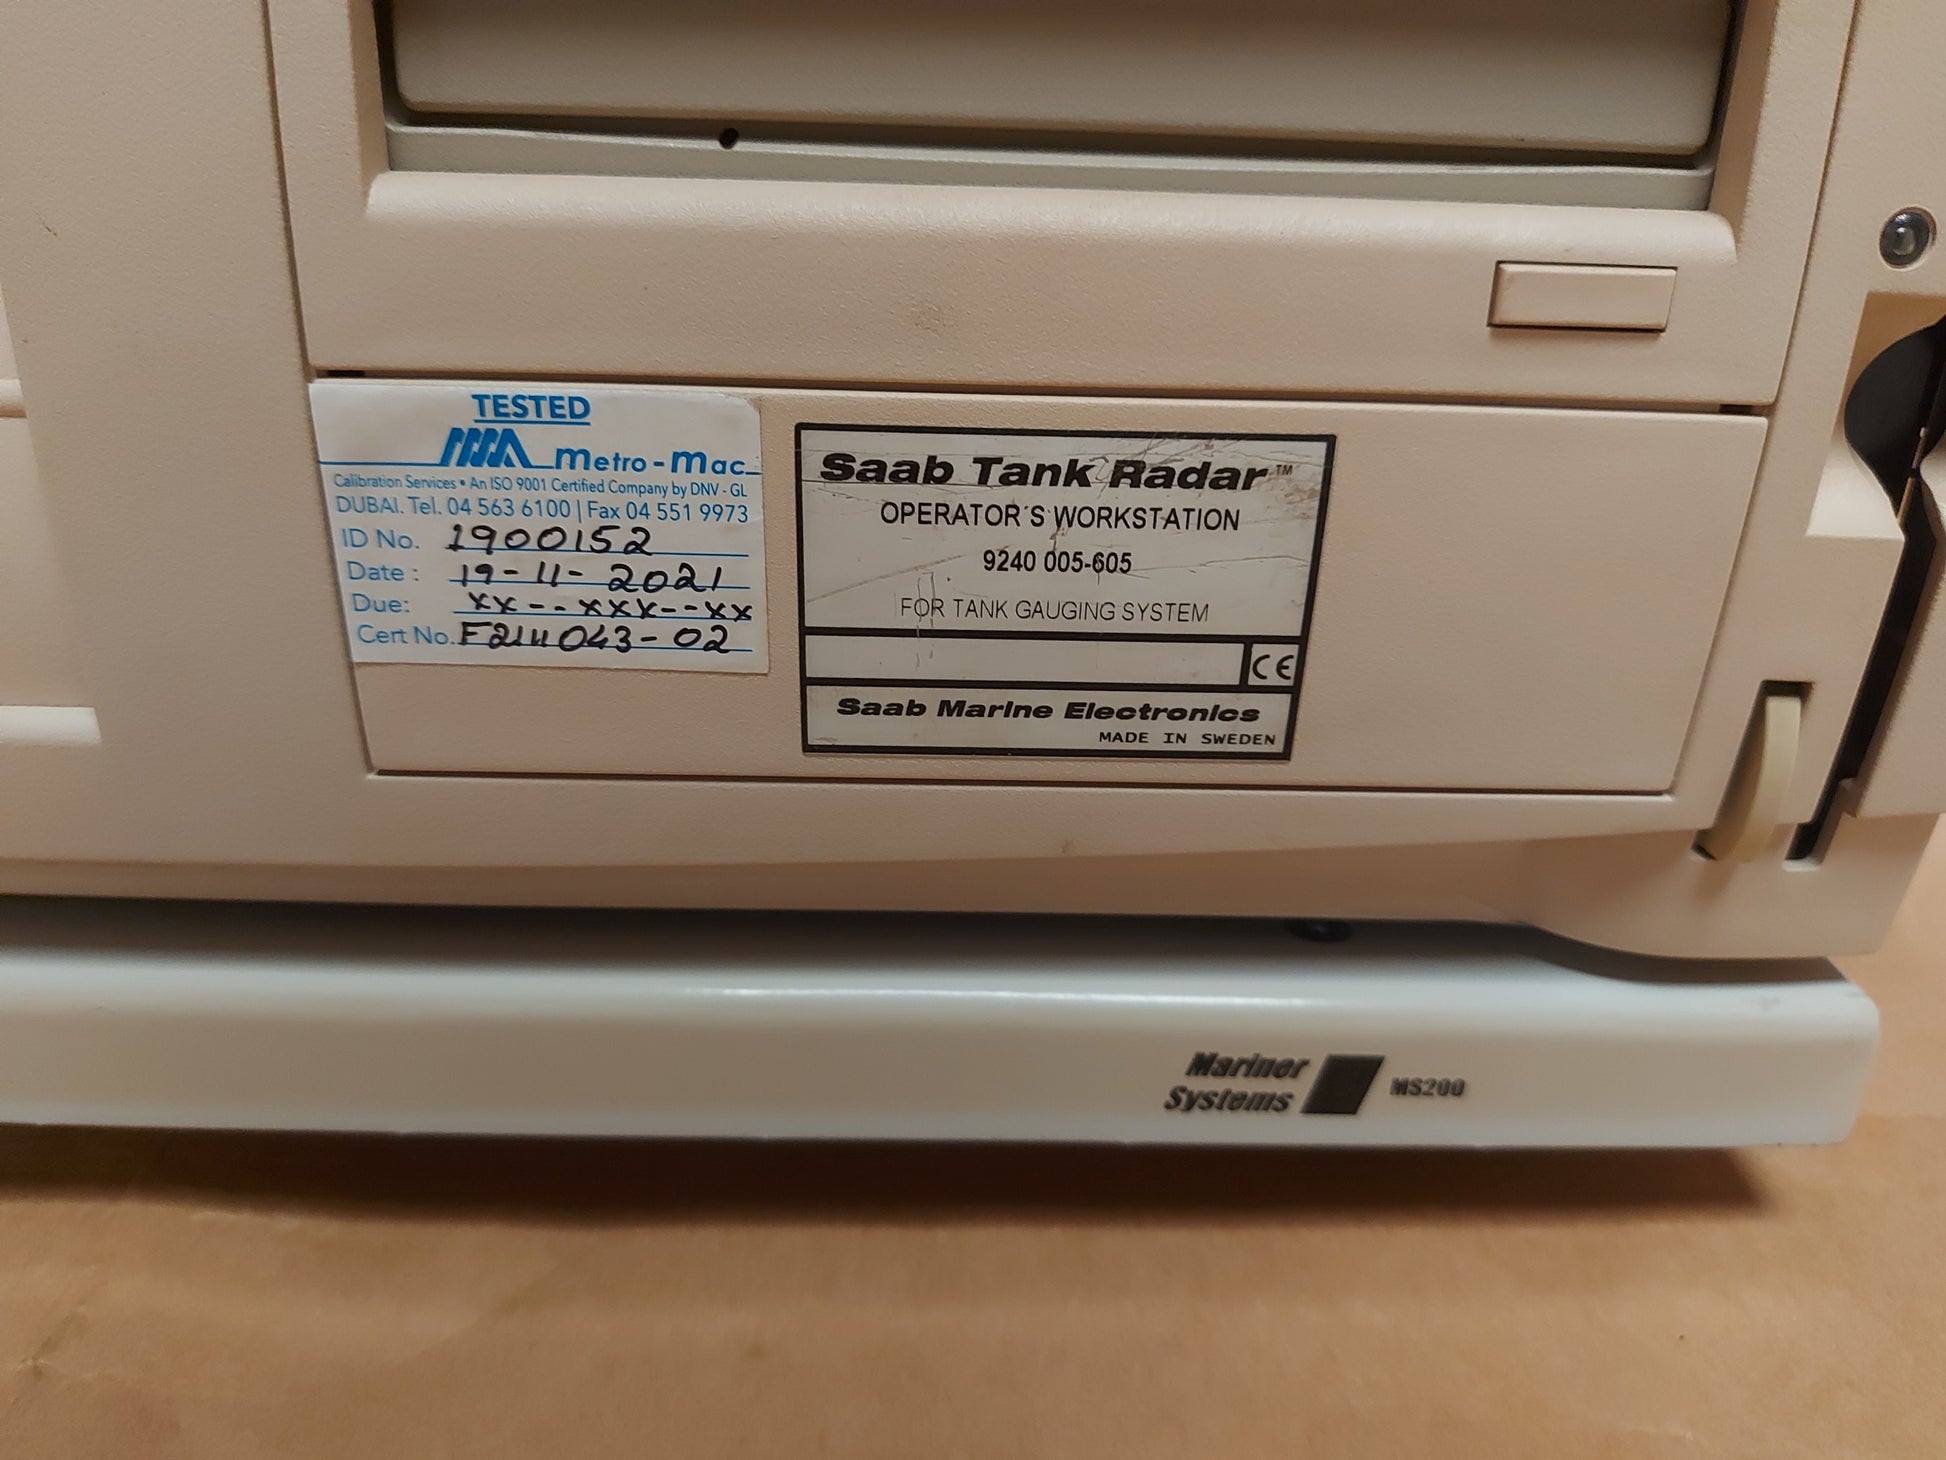 TESTED
metro-mac
Calibration Services • An ISO 9001 Certified Company by DNV - GL
DUBAI. Tel. 04 563 6100 | Fax 04 551 9973
ID No. 1900152
Date : 19-11-2021
Due: xx--xxx--xx
Cert No. F2111043-02
Saab Tank Radar™
OPERATOR´S WORKSTATION
9240 005-605
FOR TANK GAUGING SYSTEM
CE
Saab Marine Electronics
MADE IN SWEDEN
Mariner
Systems
MS200